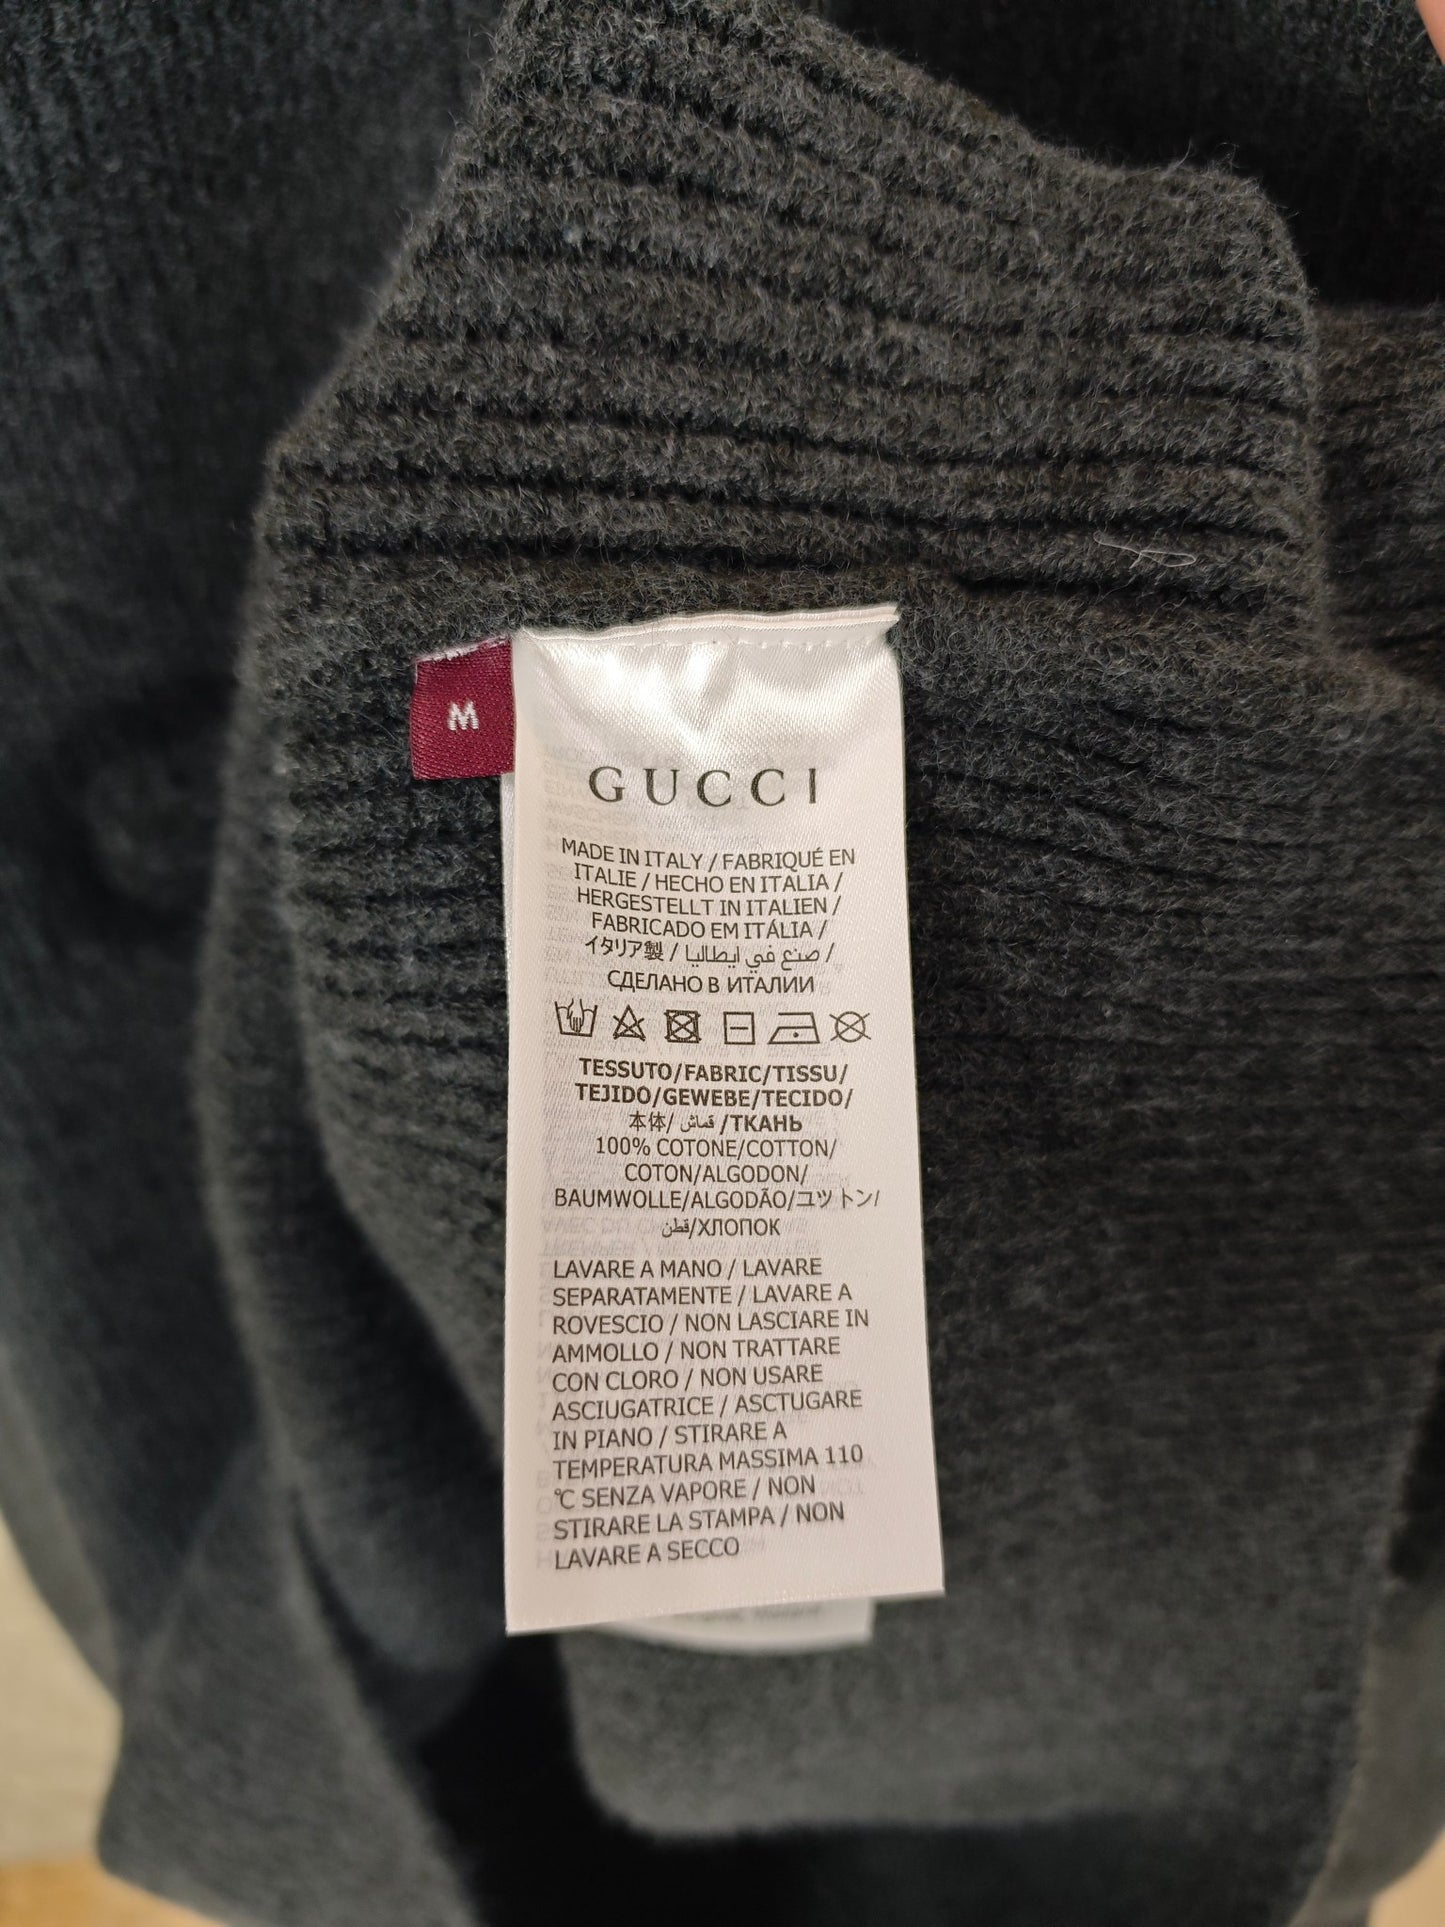 M
GUCCI
MADE IN ITALY / FABRIQUÉ EN
ITALIE / HECHO EN ITALIA /
HERGESTELLT IN ITALIEN /
FABRICADO EM ITÁLIA /
イタリア製 / صنع في ايطاليا /
СДЕЛАНО В ИТАЛИИ
TESSUTO/FABRIC/TISSU/
TEJIDO/GEWEBE/TECIDO/
本体/ قماش /ТКАНЬ
100% COTONE/COTTON/
COTON/ALGODON/
BAUMWOLLE/ALGODÃO/コツトン/
قطن/ХЛОПОК
LAVARE A MANO / LAVARE
SEPARATAMENTE / LAVARE A
ROVESCIO / NON LASCIARE IN
AMMOLLO / NON TRATTARE
CON CLORO / NON USARE
ASCIUGATRICE / ASCTUGARE
IN PIANO / STIRARE A
TEMPERATURA MASSIMA 110
℃ SENZA VAPORE / NON
STIRARE LA STAMPA / NON
LAVARE A SECCO